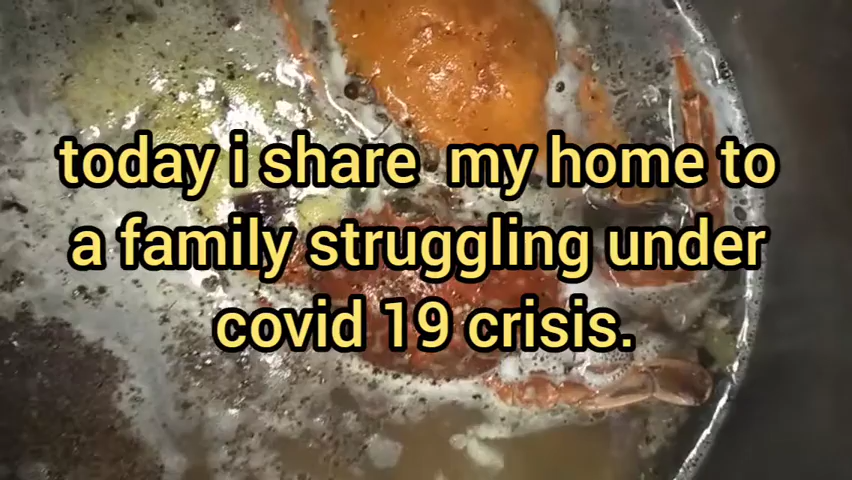 today i share my home to
a family struggling under
covid 19 crisis.